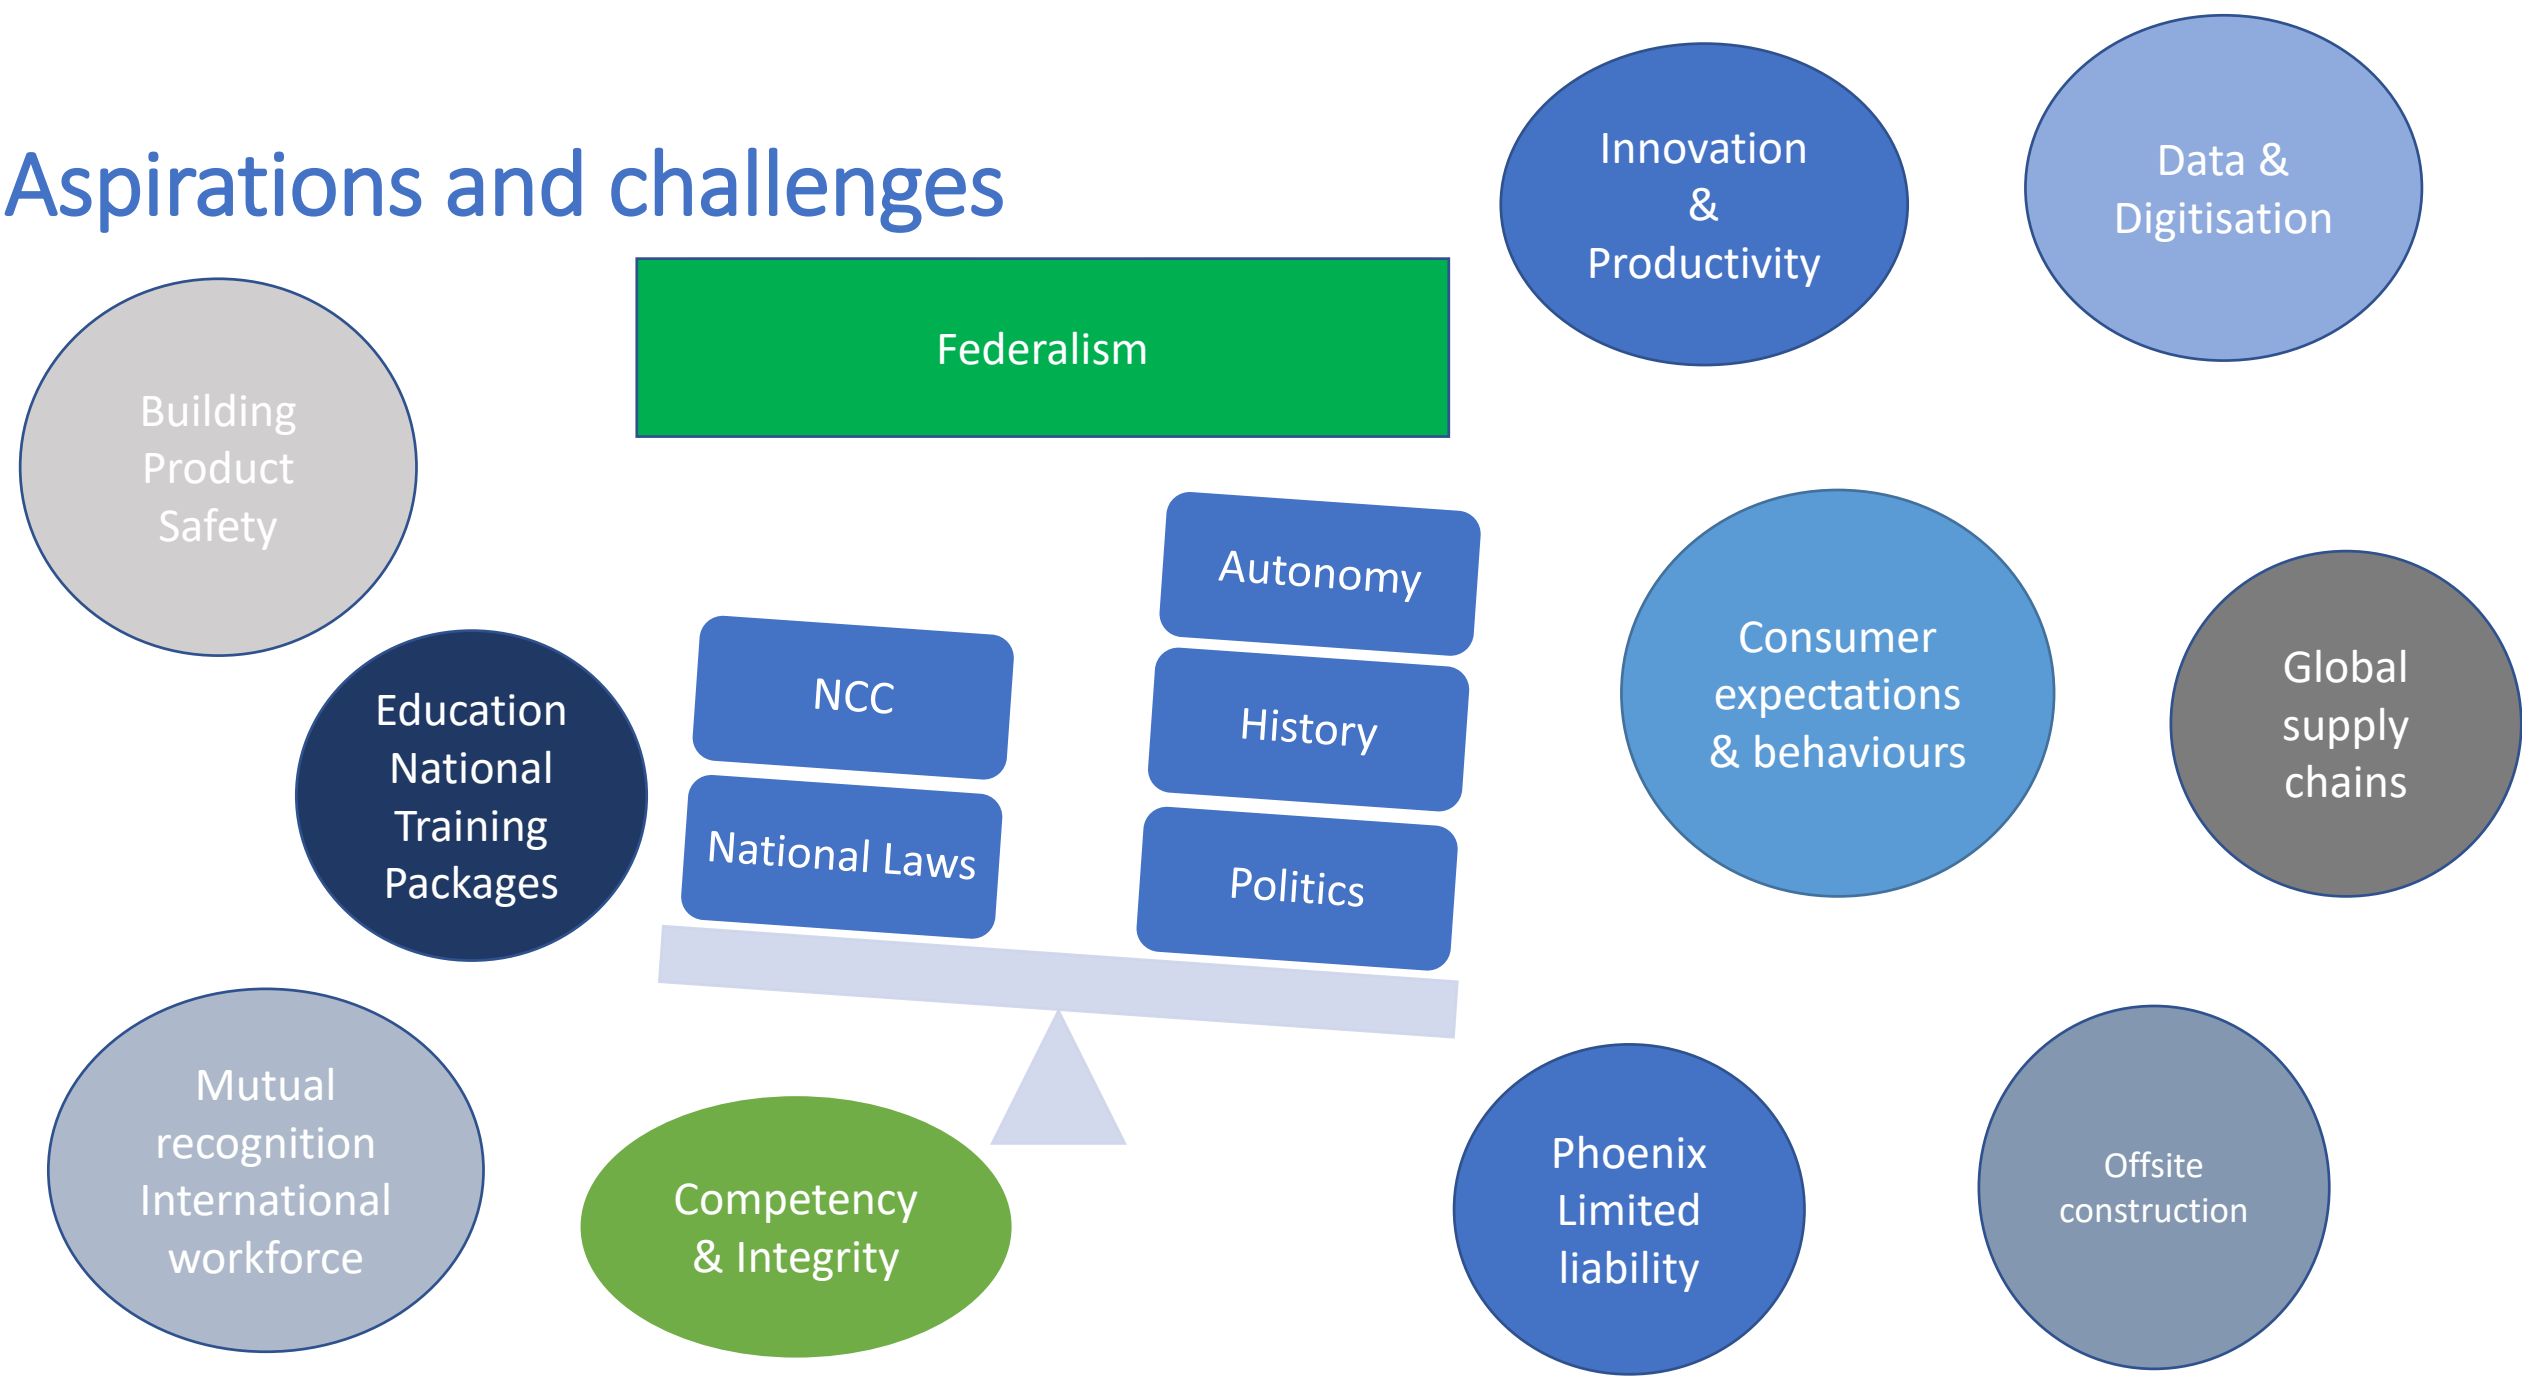 Aspirations and challenges
Innovation
&
Productivity
Data &
Digitisation
Federalism
Building
Product
Safety
Autonomy
History
Politics
NCC
National Laws
Education
National
Training
Packages
Consumer
expectations
& behaviours
Global
supply
chains
Mutual
recognition
International
workforce
Competency
& Integrity
Phoenix
Limited
liability
Offsite
construction